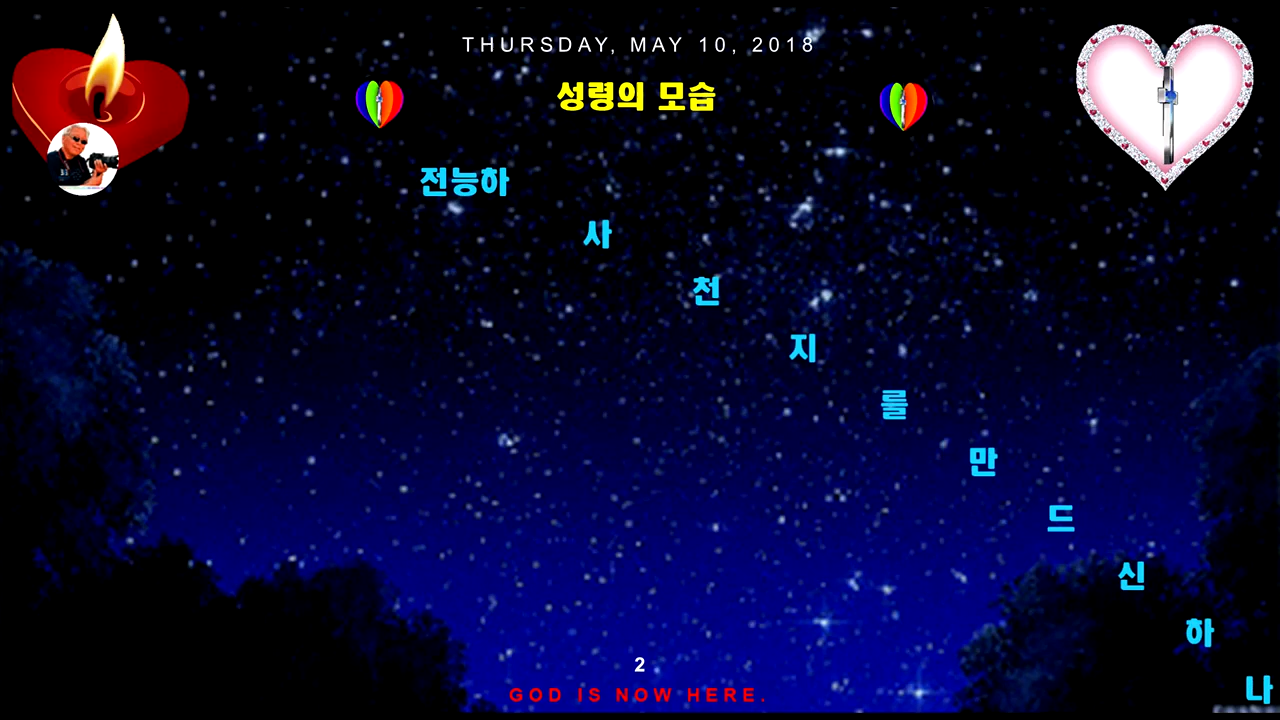 THURSDAY, MAY 10, 2018
성령의 모습
전능하
사
천
지
를
만
드
신
하
나
2
GOD IS NOW HERE.